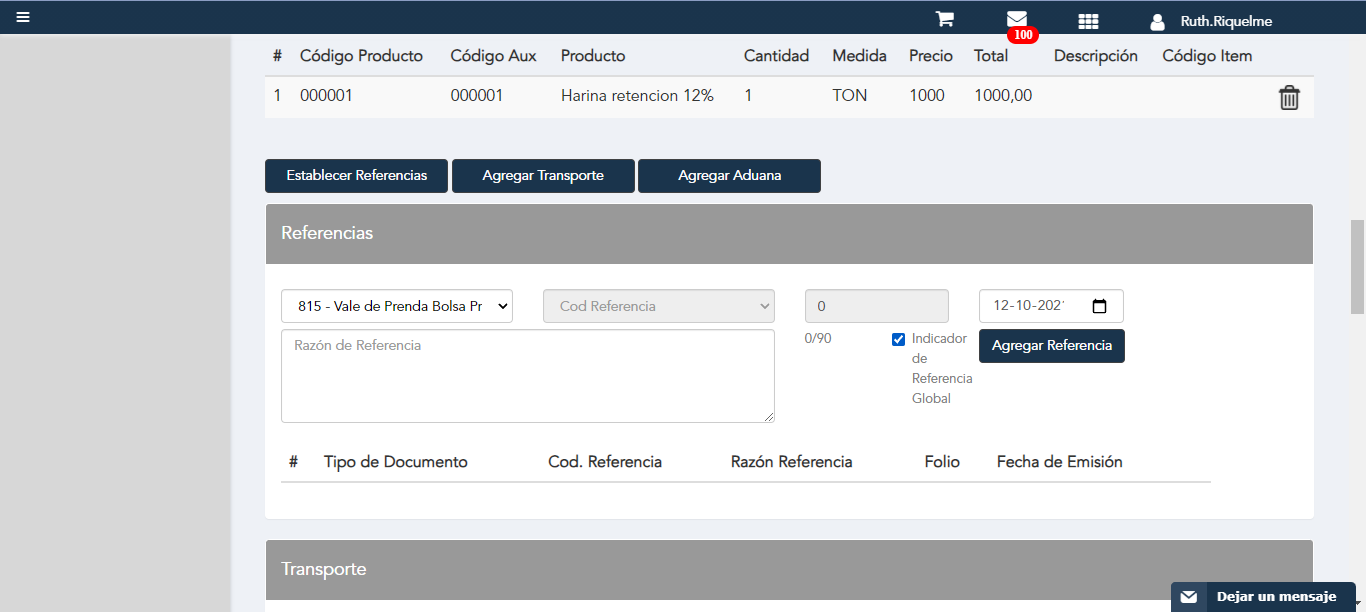 Ruth.Riquelme
100
# Código Producto Código Aux Producto Cantidad Medida Precio Total Descripción Código Item
1 000001 000001 Harina retencion 12% 1 TON 1000 1000,00
Establecer Referencias Agregar Transporte Agregar Aduana
Referencias
815 - Vale de Prenda Bolsa Pr Cod Referencia 0 12-10-202
Razón de Referencia 0/90 Indicador Agregar Referencia
de
Referencia
Global
# Tipo de Documento Cod. Referencia Razón Referencia Folio Fecha de Emisión
Transporte
Dejar un mensaje